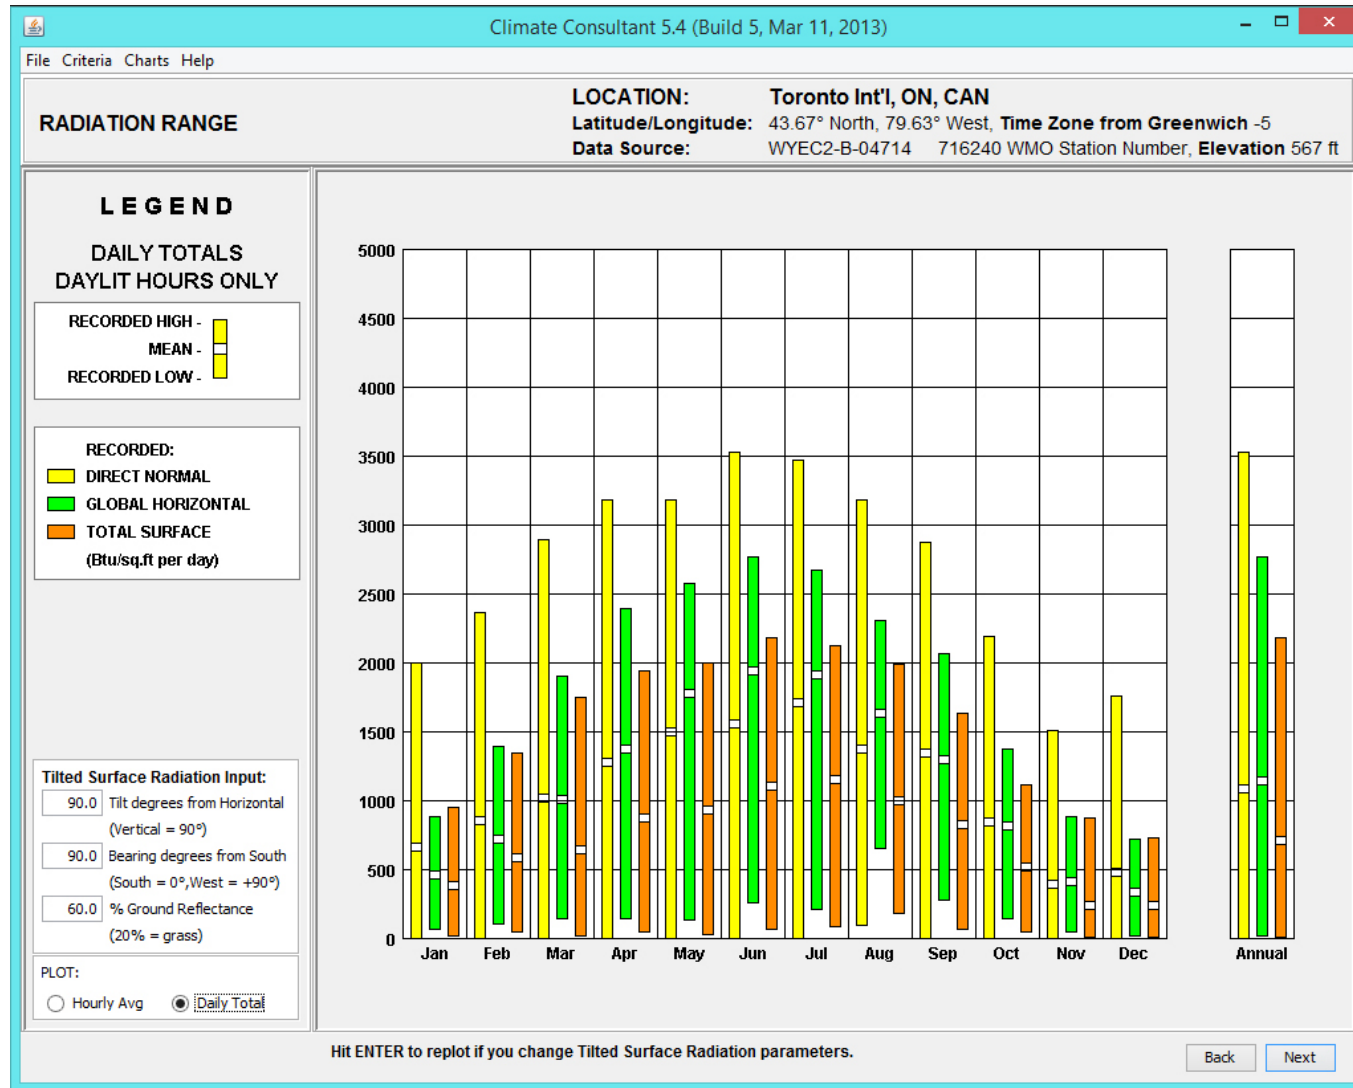 Climate Consultant 5.4 (Build 5, Mar 11, 2013)
File Criteria Charts Help
RADIATION RANGE
LOCATION: Toronto Int'l, ON, CAN
Latitude/Longitude: 43.67° North, 79.63° West, Time Zone from Greenwich -5
Data Source: WYEC2-B-04714 716240 WMO Station Number, Elevation 567 ft
LEGEND
DAILY TOTALS
DAYLIT HOURS ONLY
RECORDED HIGH -
MEAN -
RECORDED LOW -
RECORDED:
DIRECT NORMAL
GLOBAL HORIZONTAL
TOTAL SURFACE
(Btu/sq.ft per day)
Tilted Surface Radiation Input:
90.0 Tilt degrees from Horizontal
(Vertical = 90°)
90.0 Bearing degrees from South
(South = 0°,West = +90°)
60.0 % Ground Reflectance
(20% = grass)
PLOT:
Hourly Avg Daily Total
5000
4500
4000
3500
3000
2500
2000
1500
1000
500
0
Jan Feb Mar Apr May Jun Jul Aug Sep Oct Nov Dec Annual
Hit ENTER to replot if you change Tilted Surface Radiation parameters.
Back Next